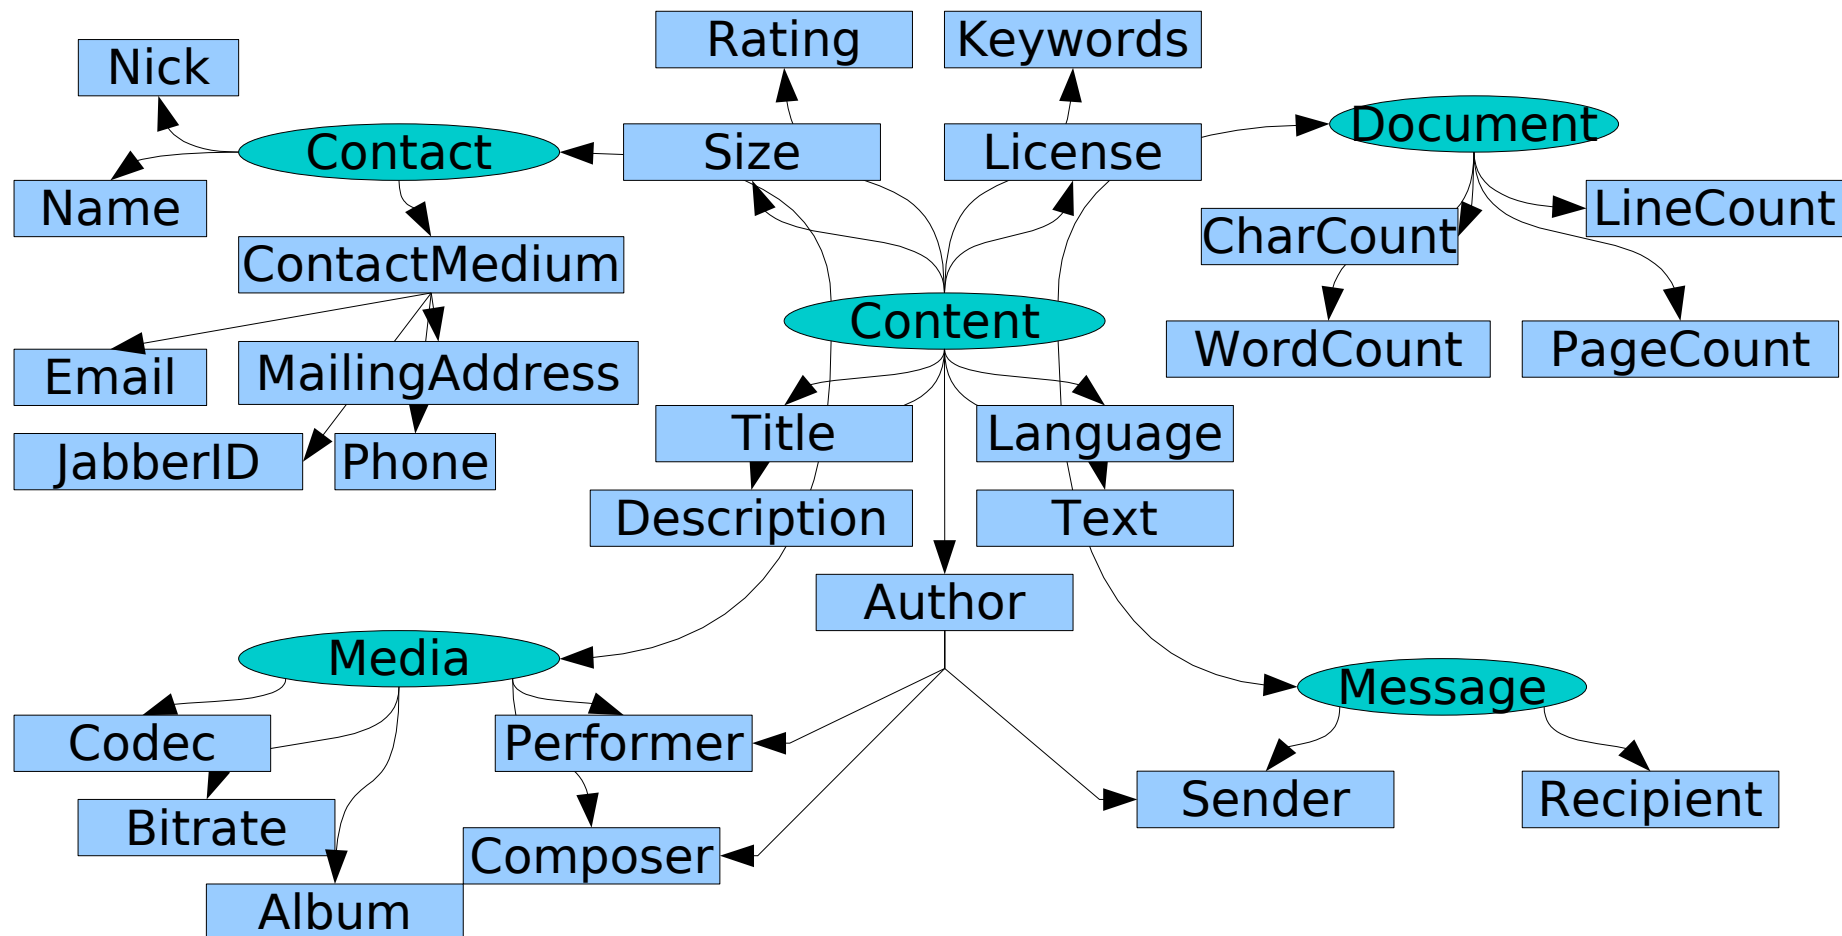 Rating
Keywords
Nick
Document
Contact
Size
License
Name
LineCount
CharCount
ContactMedium
Content
WordCount
PageCount
Email
MailingAddress
Title
Language
JabberID
Phone
Description
Text
Author
Media
Message
Codec
Performer
Sender
Recipient
Bitrate
Composer
Album